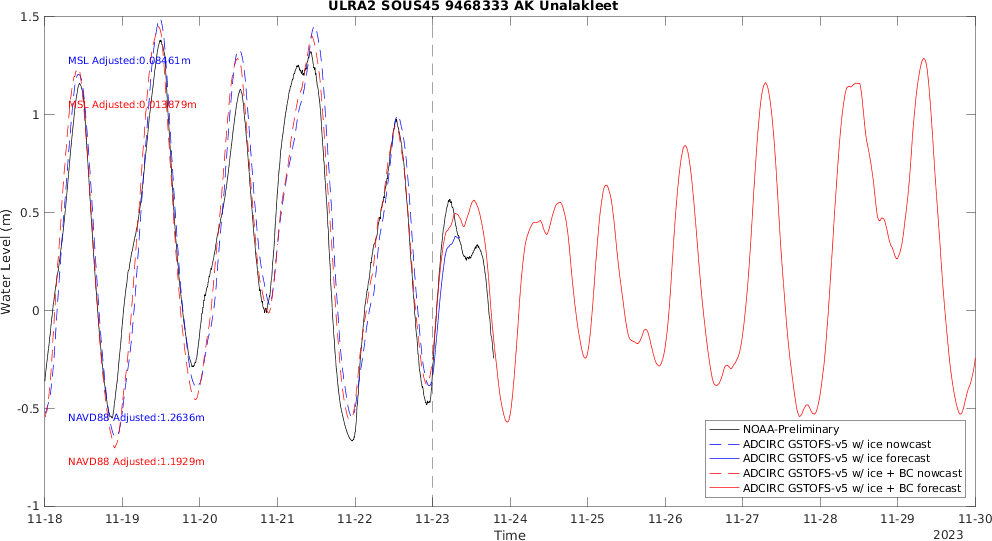 ULRA2 SOUS45 9468333 AK Unalakleet
Water Level (m)
1.5
1
0.5
0
-0.5
-1
MSL Adjusted:0.08461m
MSL Adjusted:0.013879m
NAVD88 Adjusted:1.2636m
NAVD88 Adjusted:1.1929m
NOAA-Preliminary
ADCIRC GSTOFS-v5 w/ ice nowcast
ADCIRC GSTOFS-v5 w/ ice forecast
ADCIRC GSTOFS-v5 w/ ice + BC nowcast
ADCIRC GSTOFS-v5 w/ ice + BC forecast
11-18 11-19 11-20 11-21 11-22 11-23 11-24 11-25 11-26 11-27 11-28 11-29 11-30
Time
2023